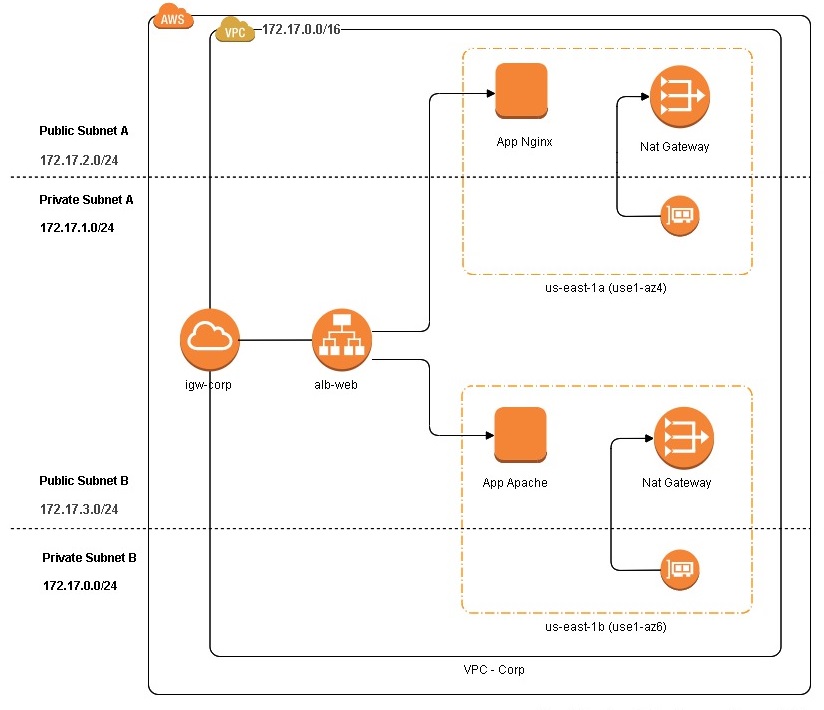 AWS
VPC
172.17.0.0/16
Public Subnet A
172.17.2.0/24
App Nginx
Nat Gateway
Private Subnet A
172.17.1.0/24
us-east-1a (use1-az4)
igw-corp
alb-web
Public Subnet B
172.17.3.0/24
App Apache
Nat Gateway
Private Subnet B
172.17.0.0/24
us-east-1b (use1-az6)
VPC - Corp